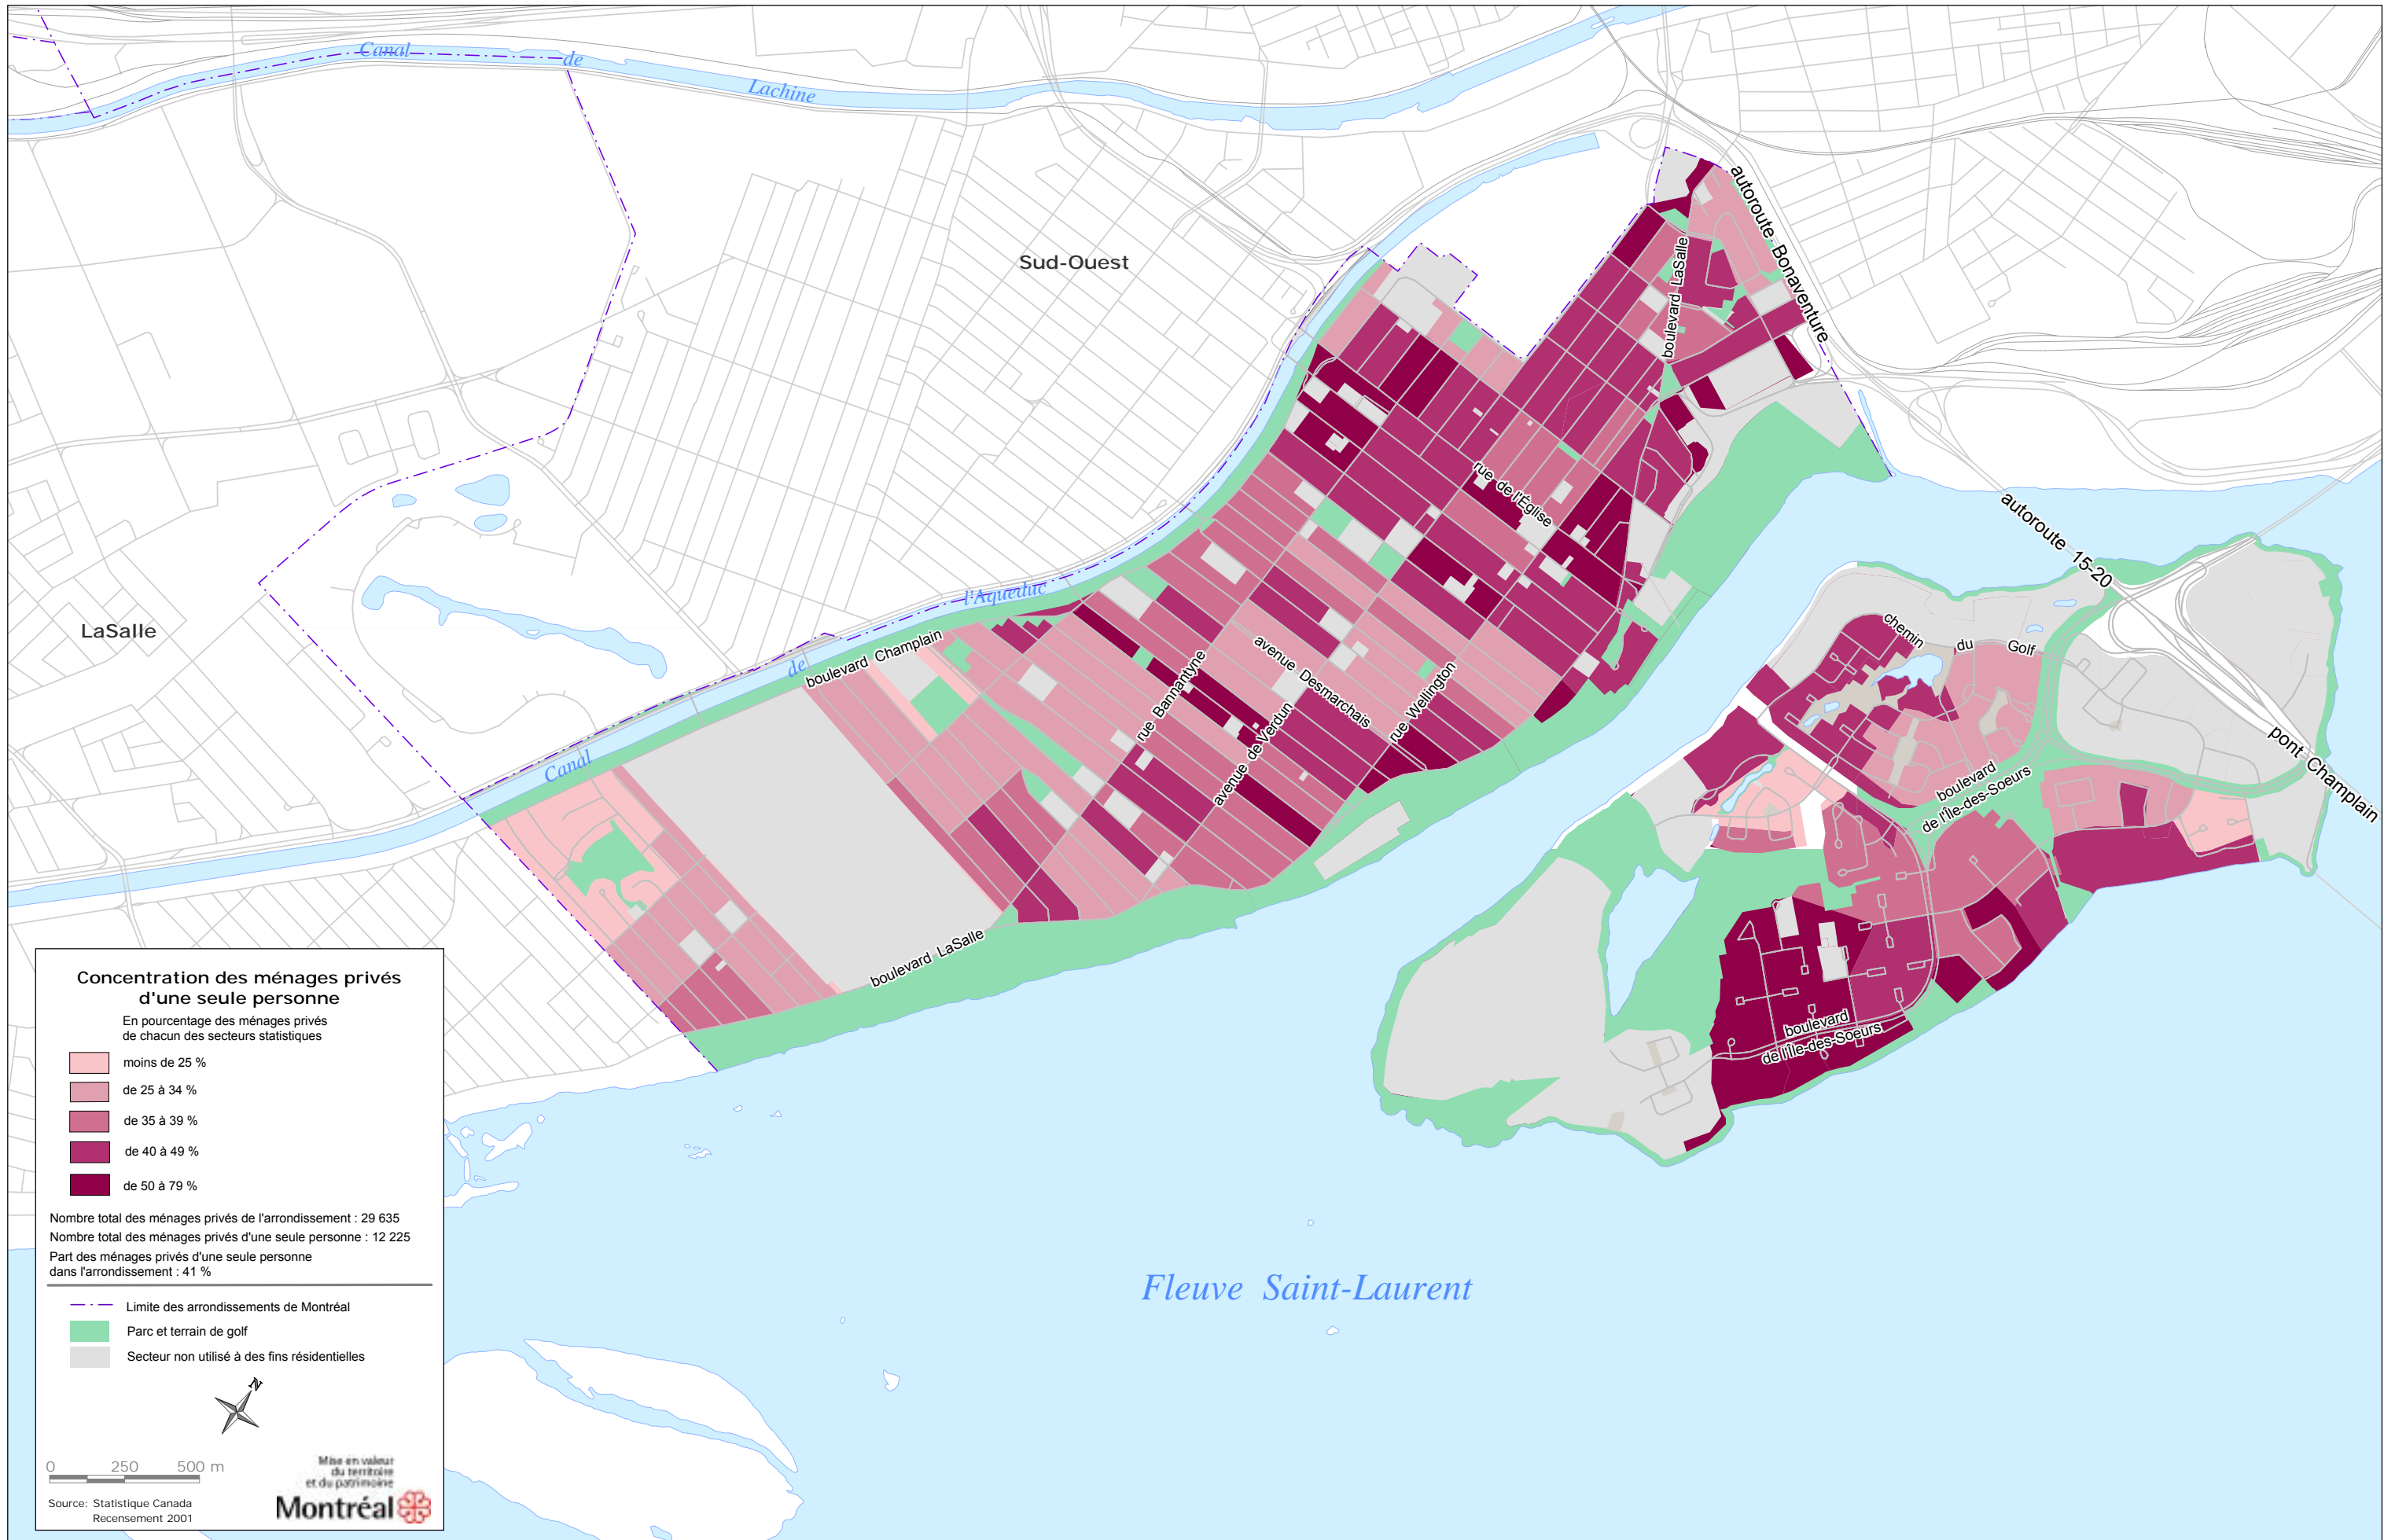 Canal de Lachine
Sud-Ouest
LaSalle
autoroute Bonaventure
boulevard LaSalle
rue de l'Église
autoroute 15-20
l'Aqueduc
de
Canal
boulevard Champlain
rue Bannantyne
avenue Desmarchais
avenue de Verdun
rue Wellington
chemin du Golf
boulevard
de l'Île-des-Soeurs
pont Champlain
boulevard LaSalle
boulevard
de l'Île-des-Soeurs
Fleuve Saint-Laurent
Concentration des ménages privés
d'une seule personne
En pourcentage des ménages privés
de chacun des secteurs statistiques
moins de 25 %
de 25 à 34 %
de 35 à 39 %
de 40 à 49 %
de 50 à 79 %
Nombre total des ménages privés de l'arrondissement : 29 635
Nombre total des ménages privés d'une seule personne : 12 225
Part des ménages privés d'une seule personne
dans l'arrondissement : 41 %
Limite des arrondissements de Montréal
Parc et terrain de golf
Secteur non utilisé à des fins résidentielles
N
0 250 500 m
Mise en valeur
du territoire
et du patrimoine
Montréal
Source: Statistique Canada
Recensement 2001